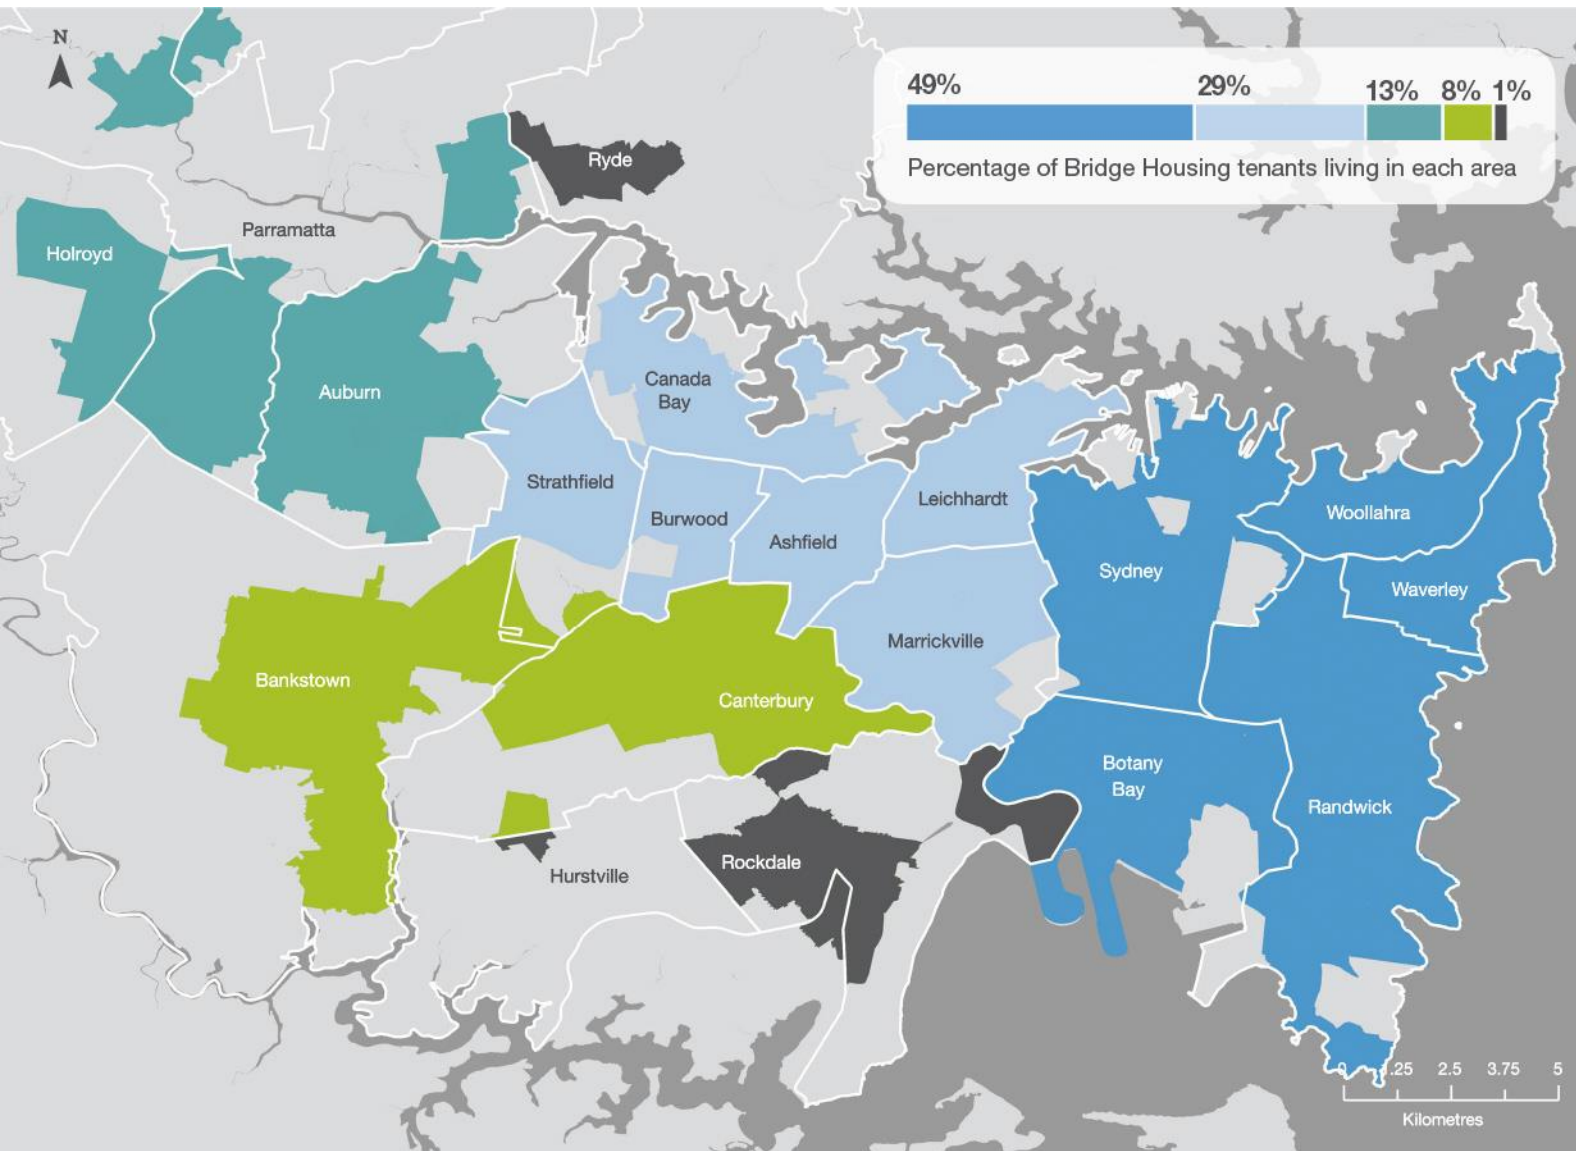 N
49%
29%
13%
8%
1%
Percentage of Bridge Housing tenants living in each area
Ryde
Parramatta
Holroyd
Auburn
Canada
Bay
Strathfield
Burwood
Ashfield
Leichhardt
Woollahra
Sydney
Waverley
Marrickville
Bankstown
Canterbury
Botany
Bay
Randwick
Rockdale
Hurstville
0 1.25 2.5 3.75 5
Kilometres